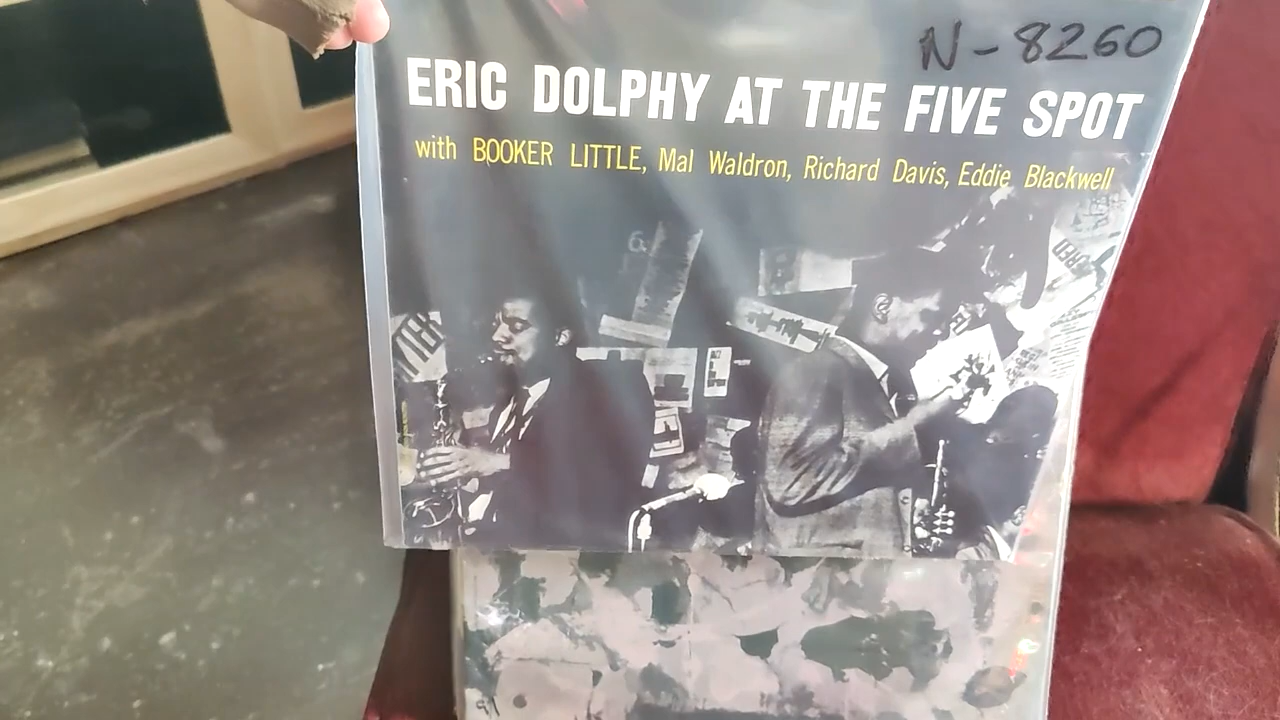 N-8260
ERIC DOLPHY AT THE FIVE SPOT
with BOOKER LITTLE, Mal Waldron, Richard Davis, Eddie Blackwell